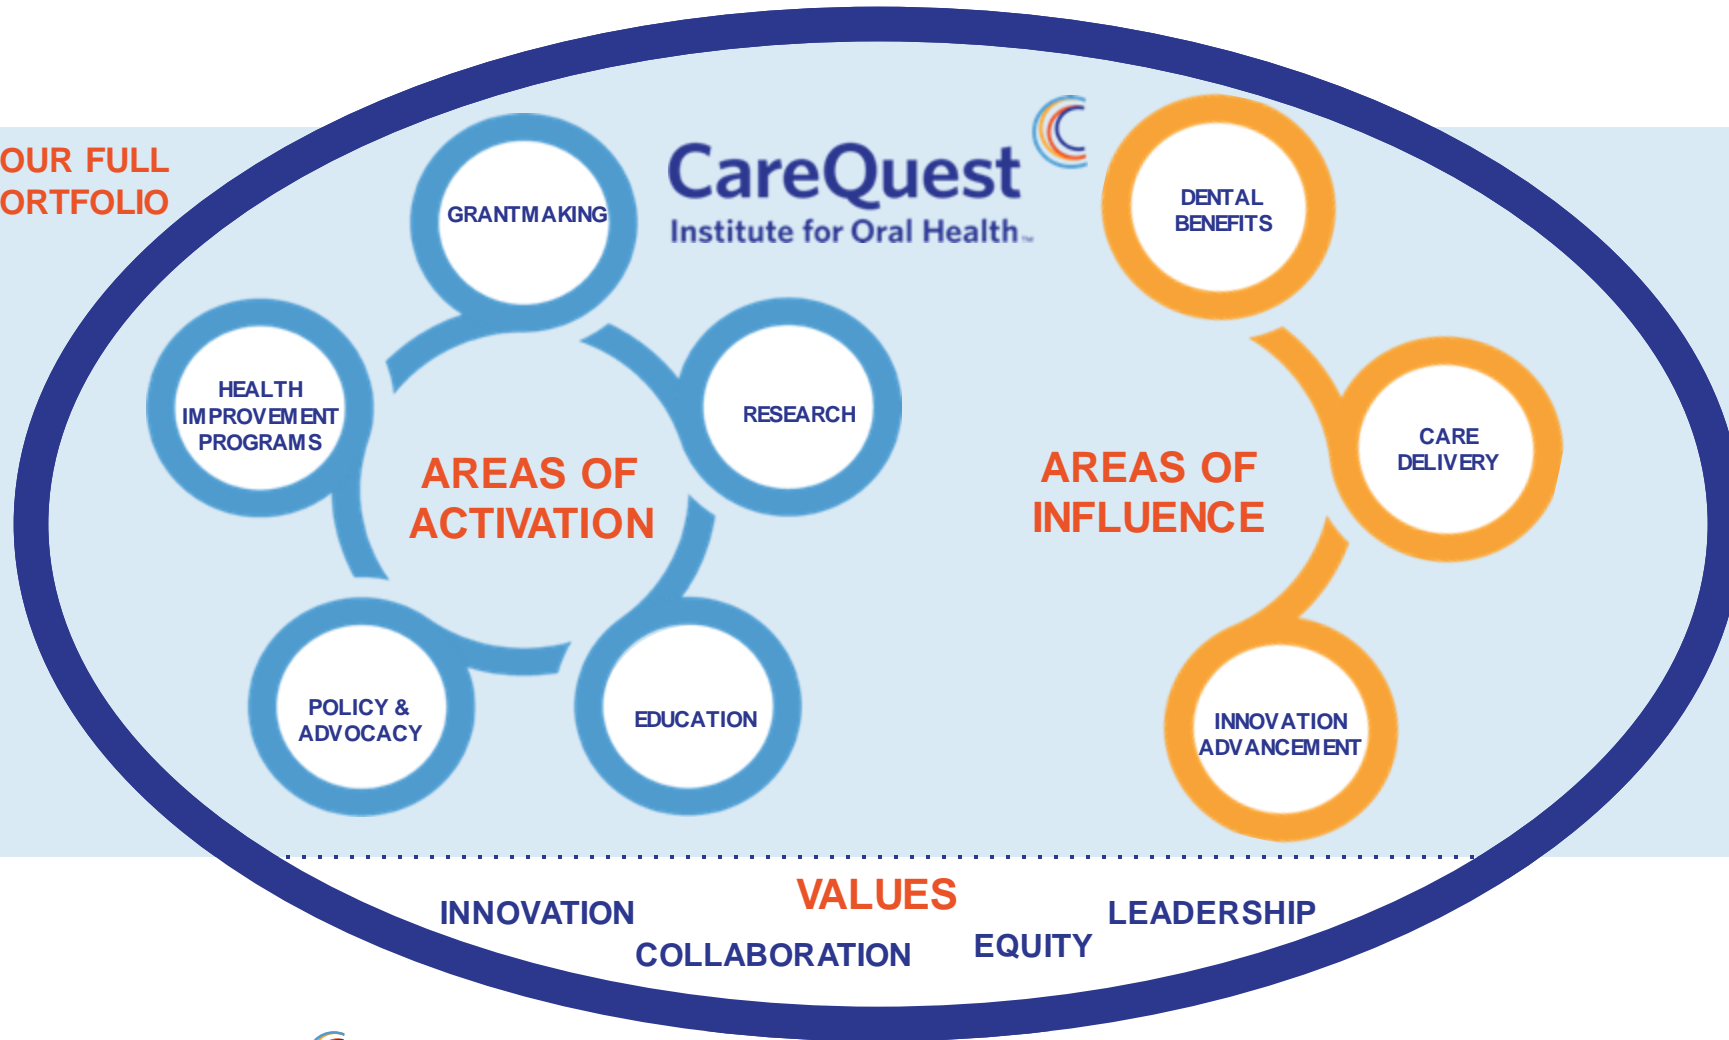 OUR FULL
ORTFOLIO
CareQuest
Institute for Oral Health™
GRANTMAKING
DENTAL
BENEFITS
HEALTH
IMPROVEMENT
PROGRAMS
RESEARCH
CARE
DELIVERY
AREAS OF
ACTIVATION
AREAS OF
INFLUENCE
POLICY &
ADVOCACY
EDUCATION
INNOVATION
ADVANCEMENT
VALUES
INNOVATION
COLLABORATION
EQUITY
LEADERSHIP